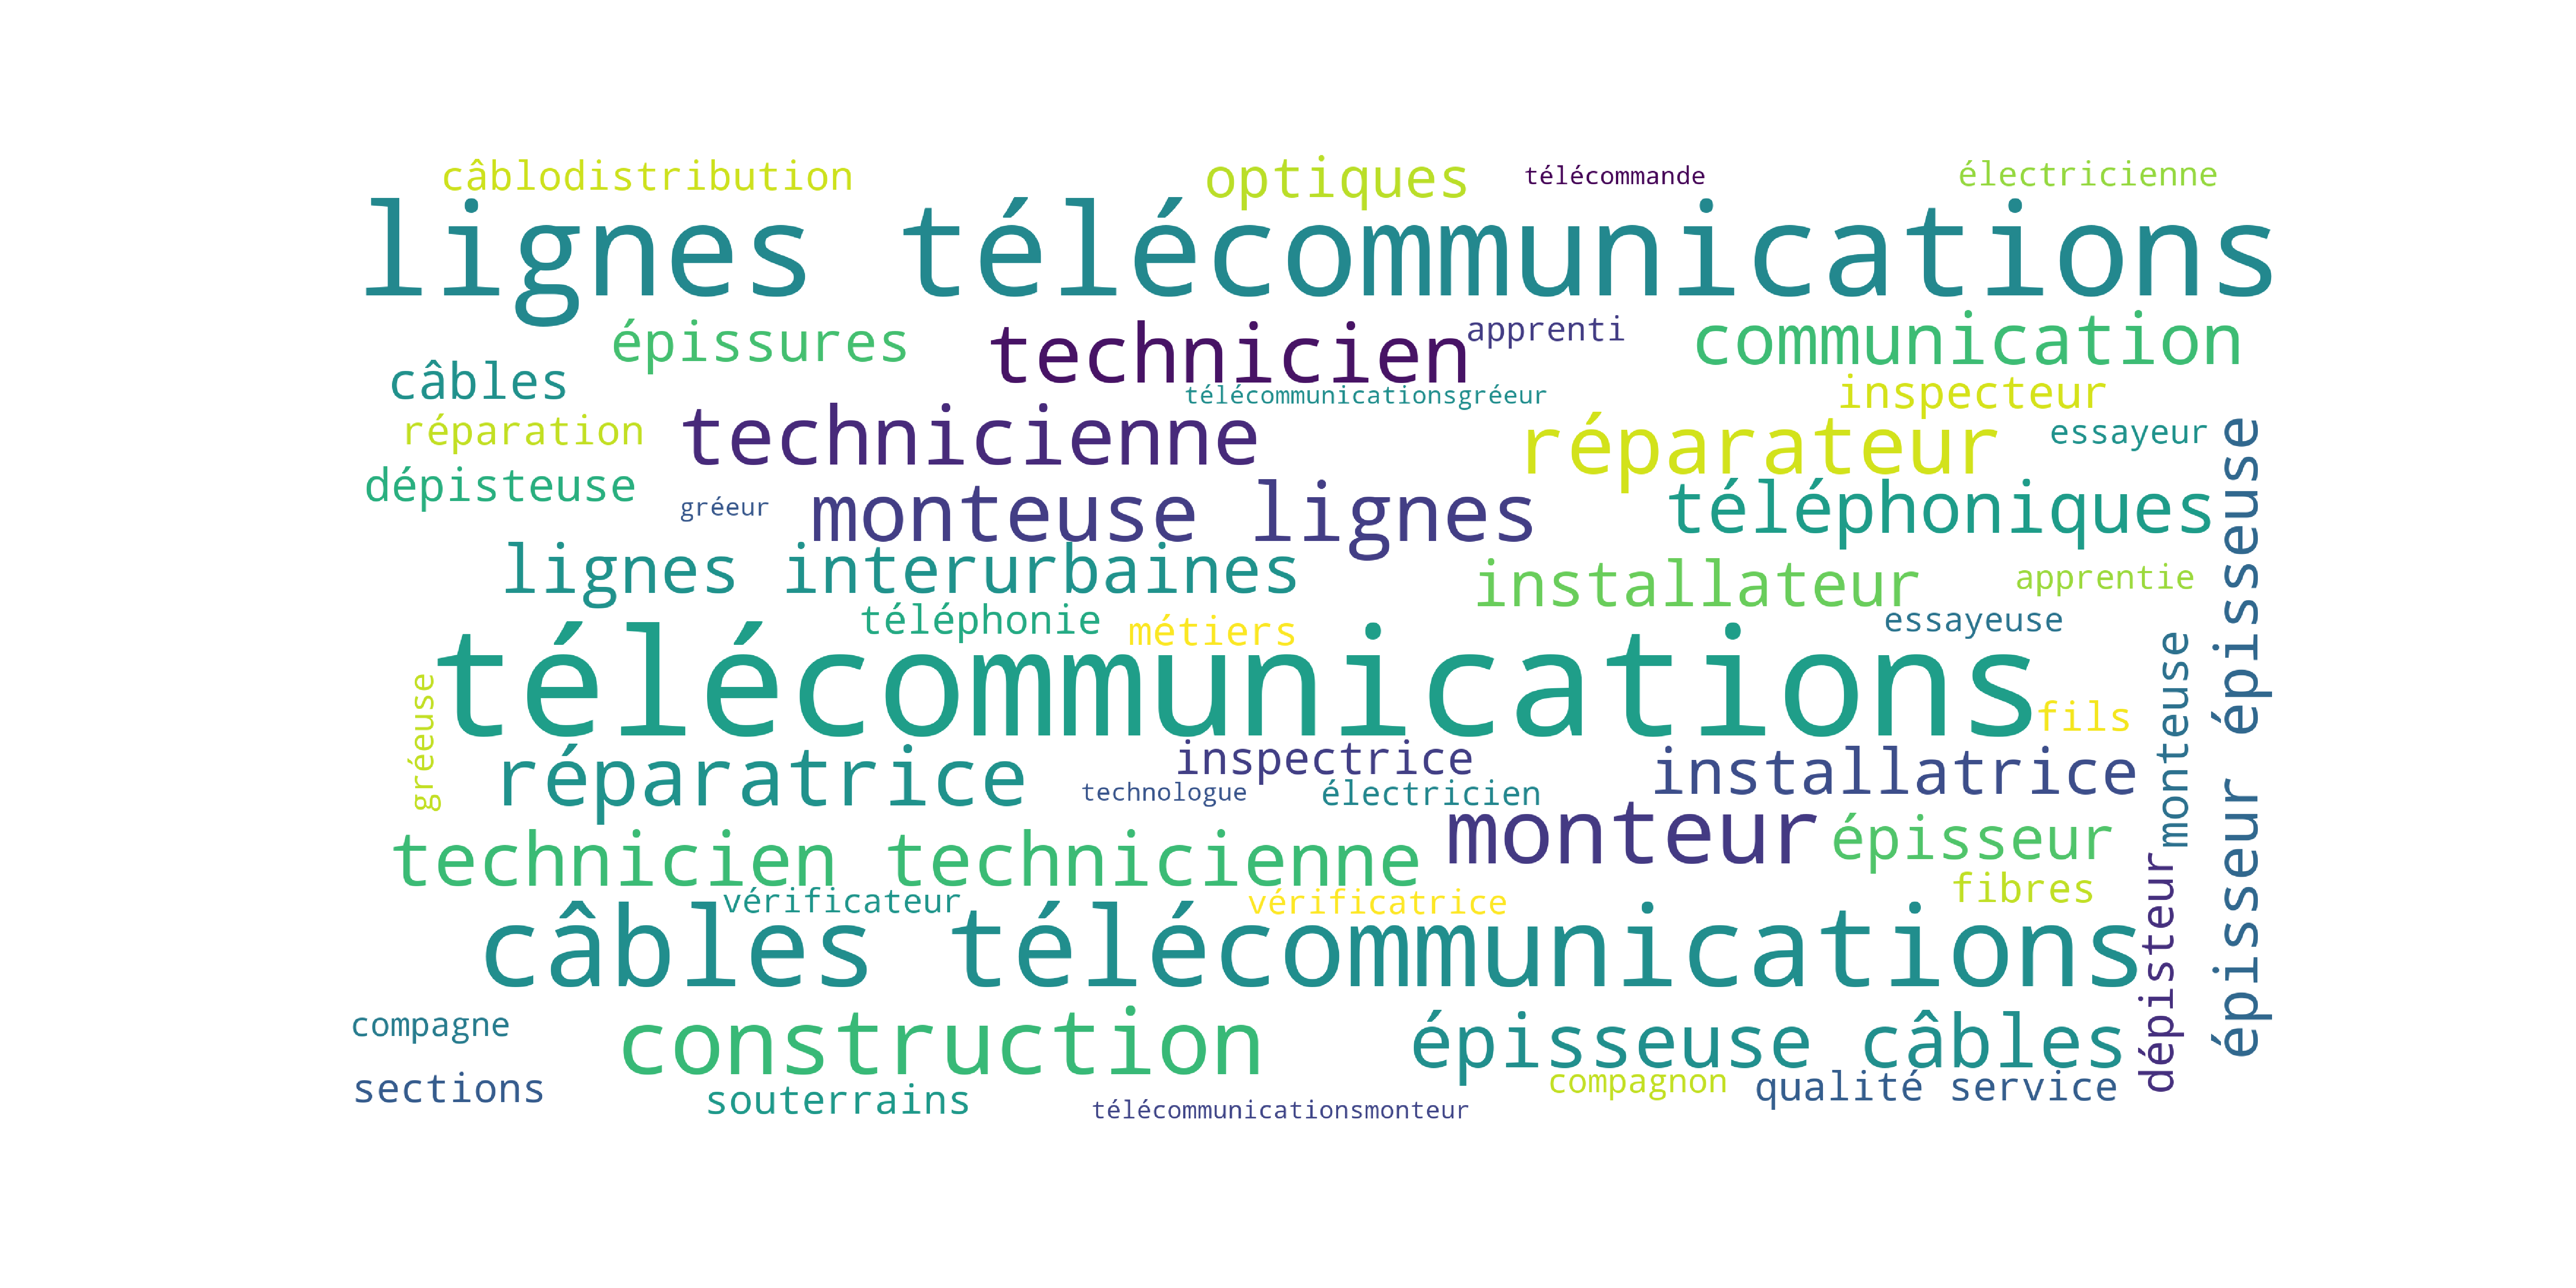 câblodistribution
optiques
télécommande
électricienne
lignes télécommunications
épissures
technicien
apprenti
communication
câbles
télécommunicationsgréeur
inspecteur
réparation
technicienne
réparateur
essayeur
dépisteuse
gréeur
monteuse lignes
téléphoniques
épisseur épisseuse
lignes interurbaines
installateur
apprentie
téléphonie
métiers
essayeuse
télécommunications
fils
monteuse
gréeuse
réparatrice
inspectrice
installatrice
technologue
électricien
technicien technicienne
monteur
épisseur
vérificateur
vérificatrice
fibres
câbles télécommunications
dépisteur
compagne
construction
épisseuse câbles
sections
souterrains
télécommunicationsmonteur
compagnon
qualité service